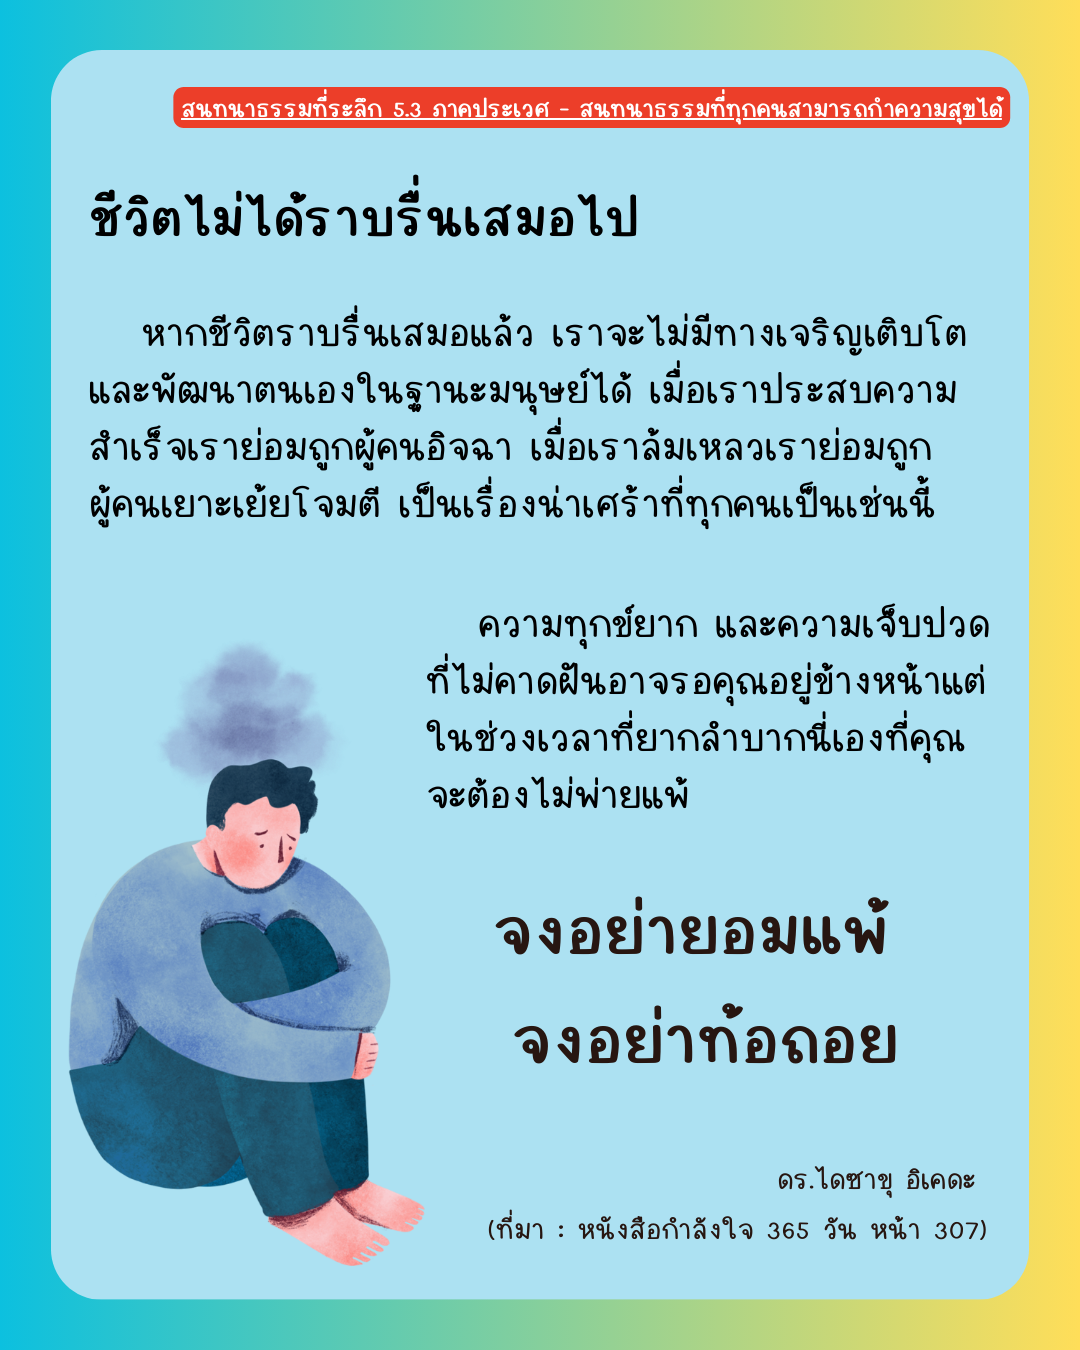 สนทนาธรรมที่ระลึก 5.3 ภาคประเวศ - สนทนาธรรมที่ทุกคนสามารถกำความสุขได้
ชีวิตไม่ได้ราบรื่นเสมอไป
หากชีวิตราบรื่นเสมอแล้ว เราจะไม่มีทางเจริญเติบโต
และพัฒนาตนเองในฐานะมนุษย์ได้ เมื่อเราประสบความ
สำเร็จเราย่อมถูกผู้คนอิจฉา เมื่อเราล้มเหลวเราย่อมถูก
ผู้คนเยาะเย้ยโจมตี เป็นเรื่องน่าเศร้าที่ทุกคนเป็นเช่นนี้
ความทุกข์ยาก และความเจ็บปวด
ที่ไม่คาดฝันอาจรอคุณอยู่ข้างหน้าแต่
ในช่วงเวลาที่ยากลำบากนี่เองที่คุณ
จะต้องไม่พ่ายแพ้
จงอย่ายอมแพ้
จงอย่าท้อถอย
ดร.ไดซาขุ อิเคดะ
(ที่มา : หนังสือกำลังใจ 365 วัน หน้า 307)